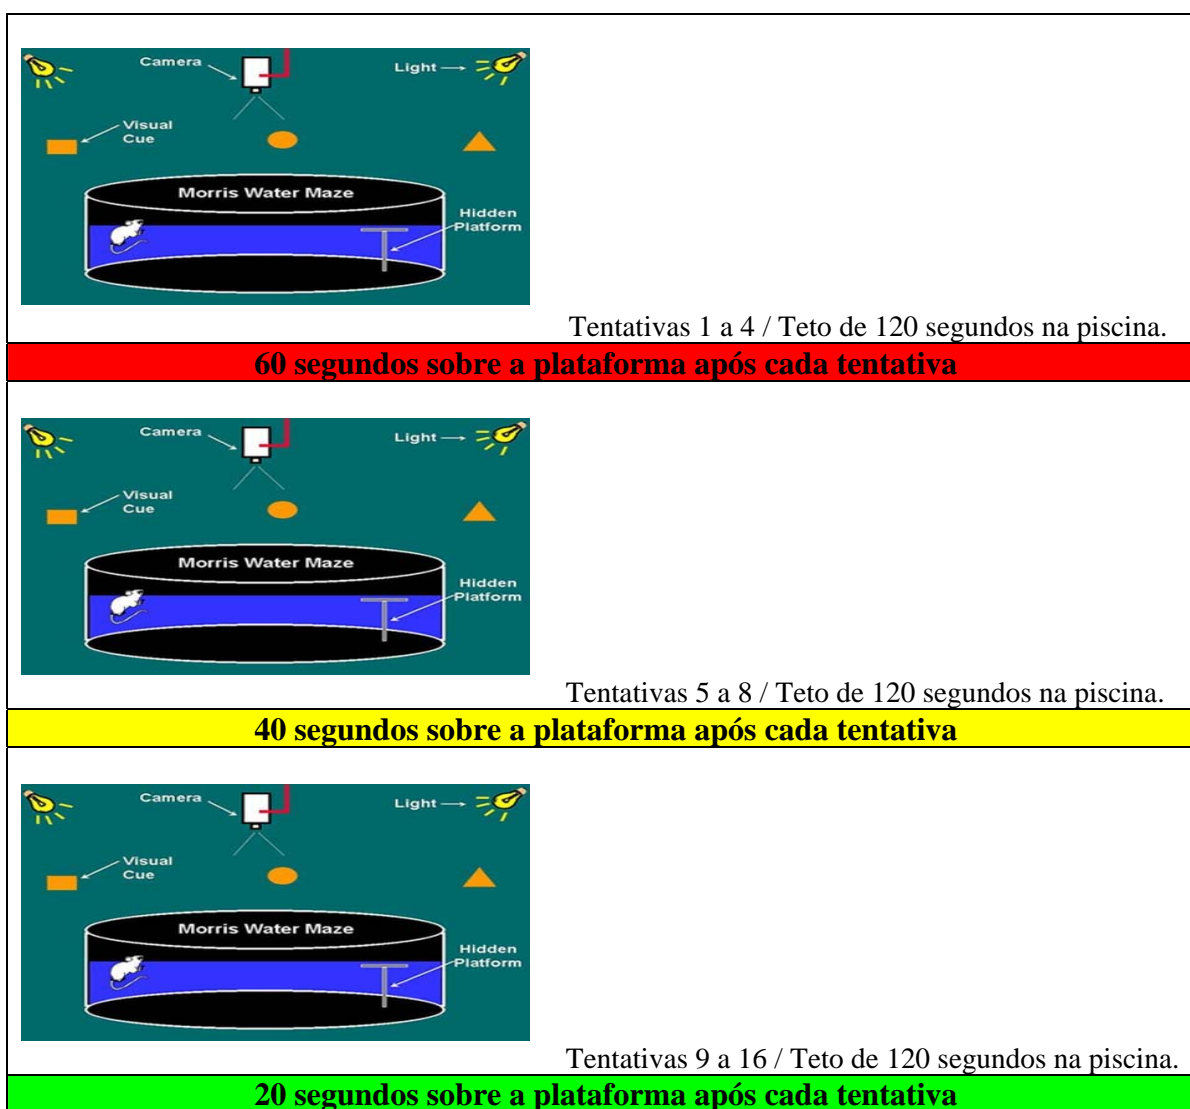 Camera
Light
Visual
Cue
Morris Water Maze
Hidden
Platform
Tentativas 1 a 4 / Teto de 120 segundos na piscina.
60 segundos sobre a plataforma após cada tentativa
Camera
Light
Visual
Cue
Morris Water Maze
Hidden
Platform
Tentativas 5 a 8 / Teto de 120 segundos na piscina.
40 segundos sobre a plataforma após cada tentativa
Camera
Light
Visual
Cue
Morris Water Maze
Hidden
Platform
Tentativas 9 a 16 / Teto de 120 segundos na piscina.
20 segundos sobre a plataforma após cada tentativa